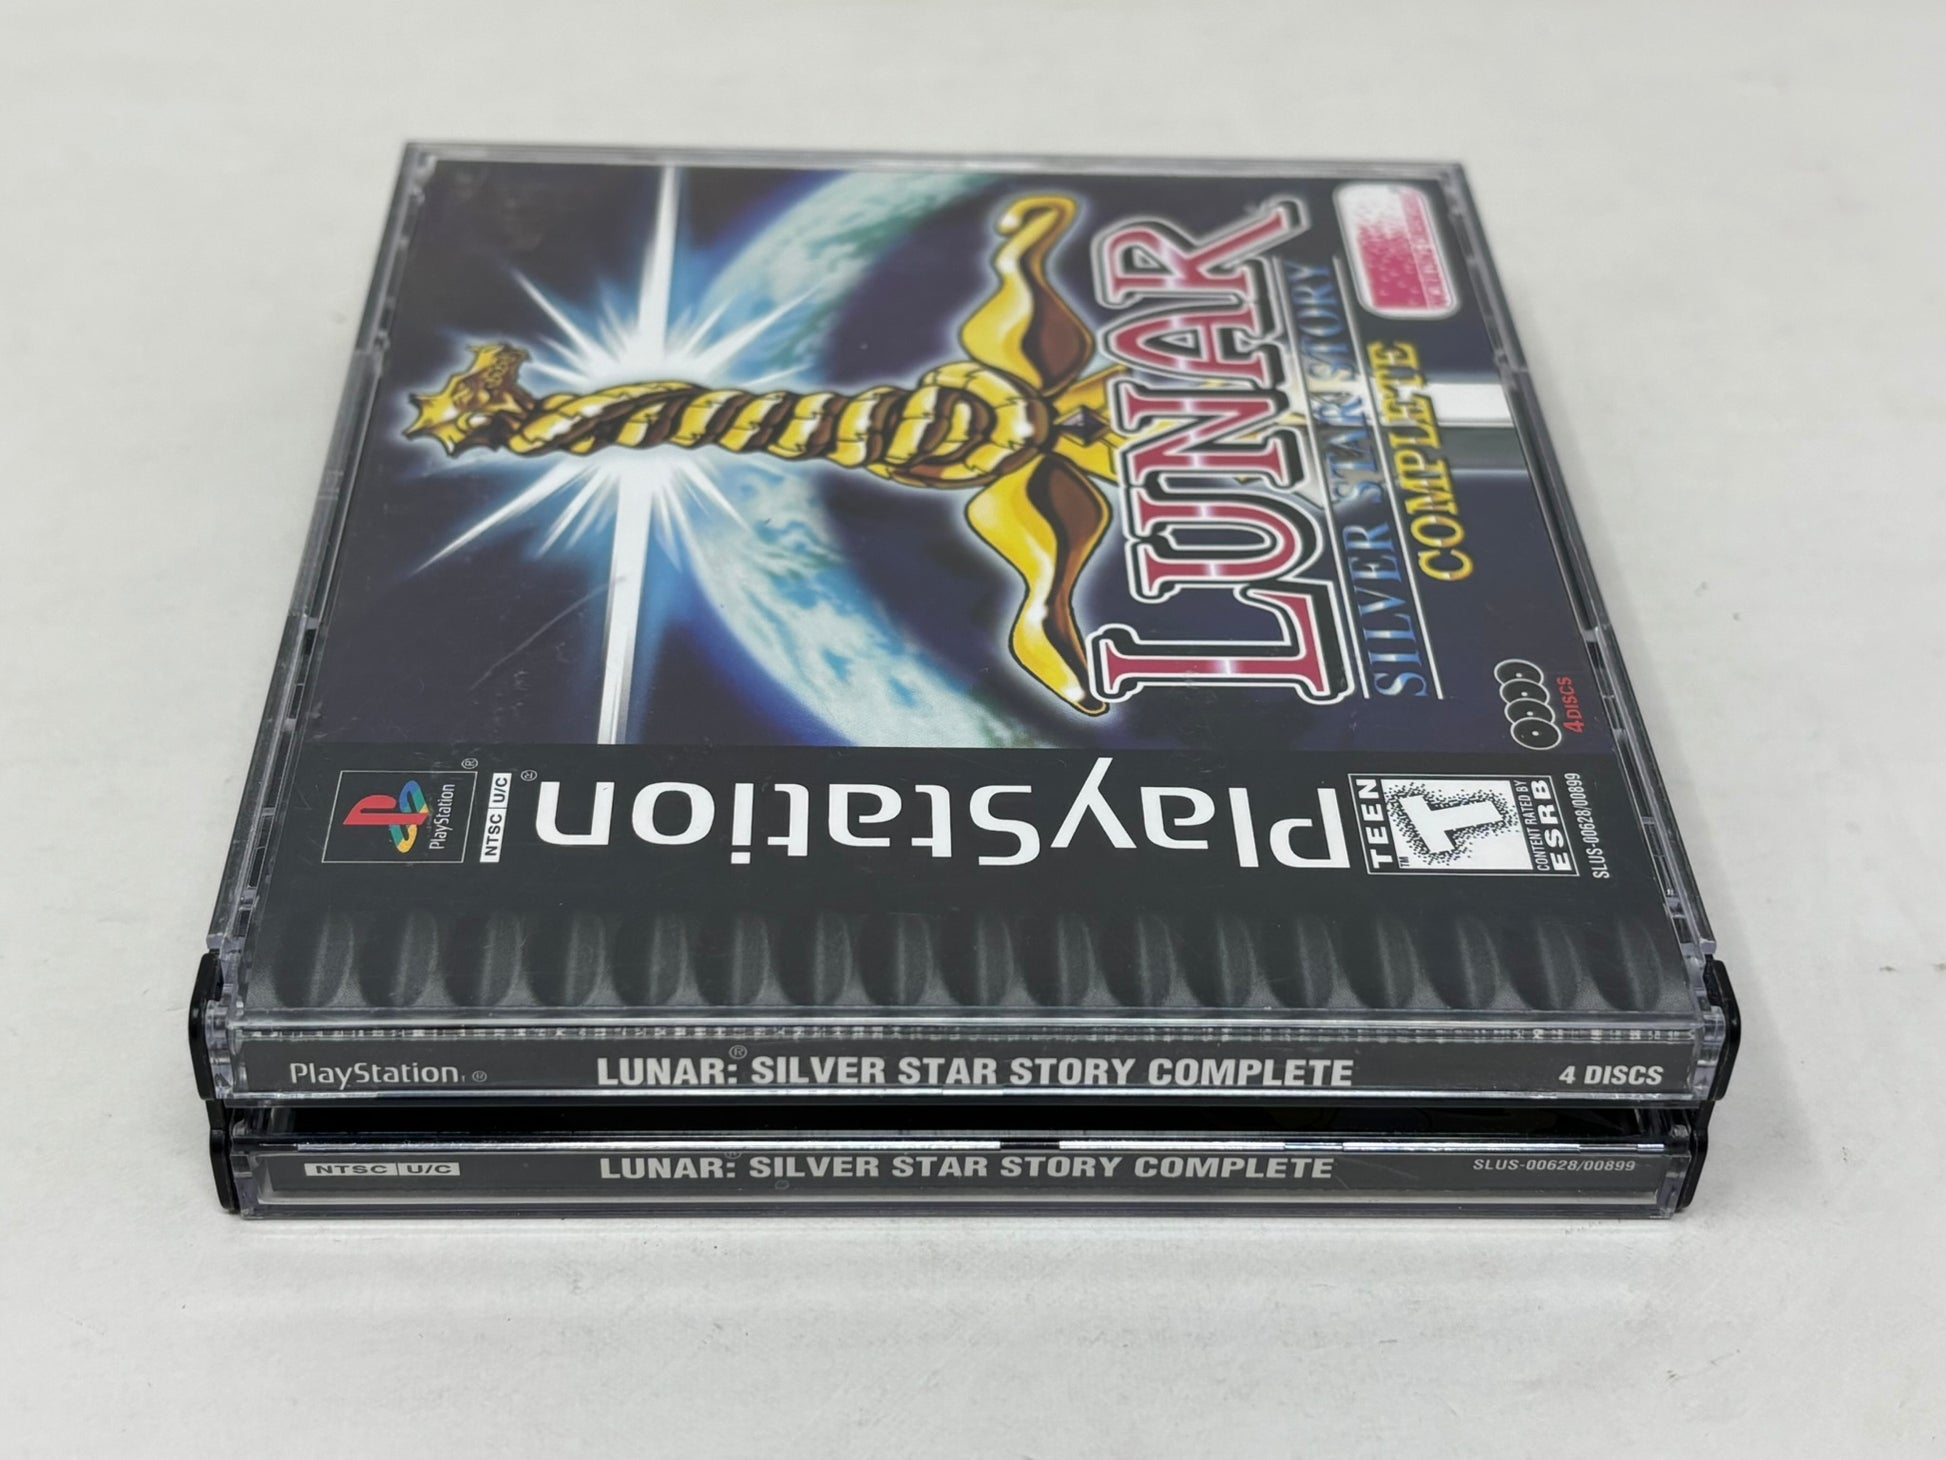 LUNAR
SILVER STAR STORY
COMPLETE
4 DISCS
PlayStation®
NTSC U/C
PlayStation®
TEEN
T™
CONTENT RATED BY
ESRB
SLUS-00628/00899
PlayStation®
LUNAR:® SILVER STAR STORY COMPLETE
4 DISCS
NTSC U/C
LUNAR:® SILVER STAR STORY COMPLETE
SLUS-00628/00899